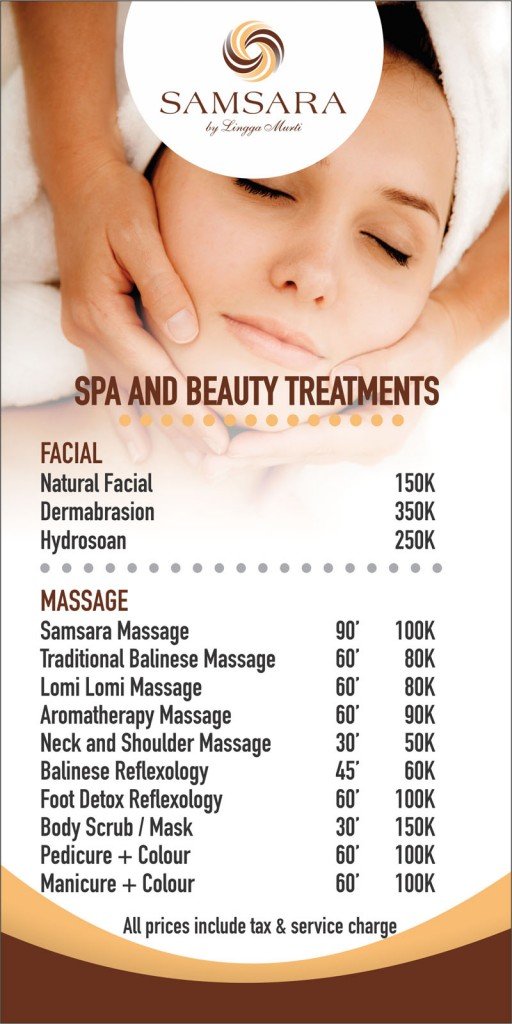 SAMSARA
by Lingga Murti
SPA AND BEAUTY TREATMENTS
FACIAL
Natural Facial 150K
Dermabrasion 350K
Hydrosoan 250K
MASSAGE
Samsara Massage 90' 100K
Traditional Balinese Massage 60' 80K
Lomi Lomi Massage 60' 80K
Aromatherapy Massage 60' 90K
Neck and Shoulder Massage 30' 50K
Balinese Reflexology 45' 60K
Foot Detox Reflexology 60' 100K
Body Scrub / Mask 30' 150K
Pedicure + Colour 60' 100K
Manicure + Colour 60' 100K
All prices include tax & service charge